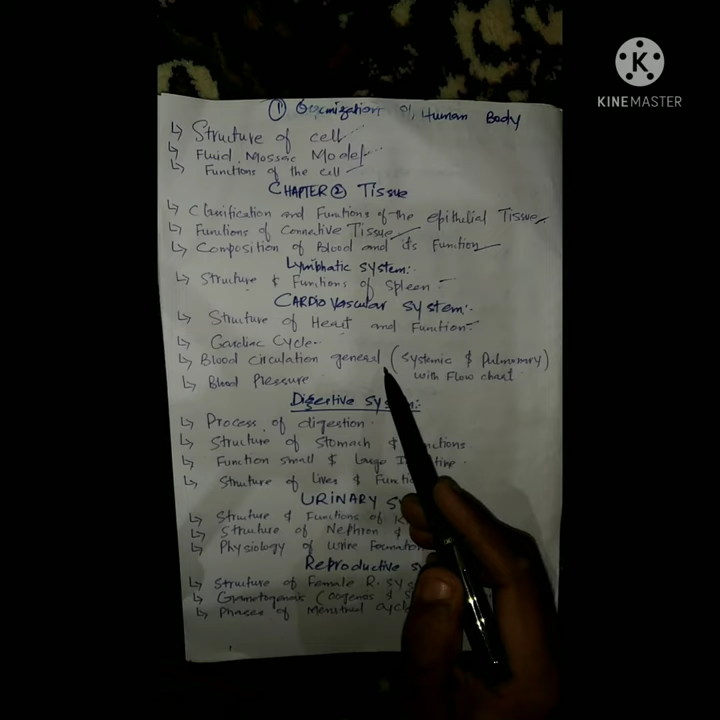 ① Organization of Human Body
↳ Structure of cell
↳ Fluid Mossaic Model
↳ Functions of the cell
CHAPTER ② Tissue
↳ Classification and Functions of the epithelial Tissue
↳ Functions of Connective Tissue
↳ Composition of Blood and its Function
Lymphatic system:
↳ Structure & Functions of Spleen
CARDIO Vascular system:
↳ Structure of Heart and Function
↳ Cardiac Cycle
↳ Blood circulation general (systemic & Pulmonary)
with Flow chart
↳ Blood Pressure
Digestive system:
↳ Process of digestion
↳ Structure of Stomach &
↳ Function small & Large
↳ Structure of Liver &
URINARY
↳ Structure & Functions of
↳ Structure of Nephron &
↳ Physiology of Urine Formation
Reproductive
↳ Structure of Female R.
↳ Gametogenesis (Oogenesis &
↳ Phases of Menstrual Cycle
KINEMASTER